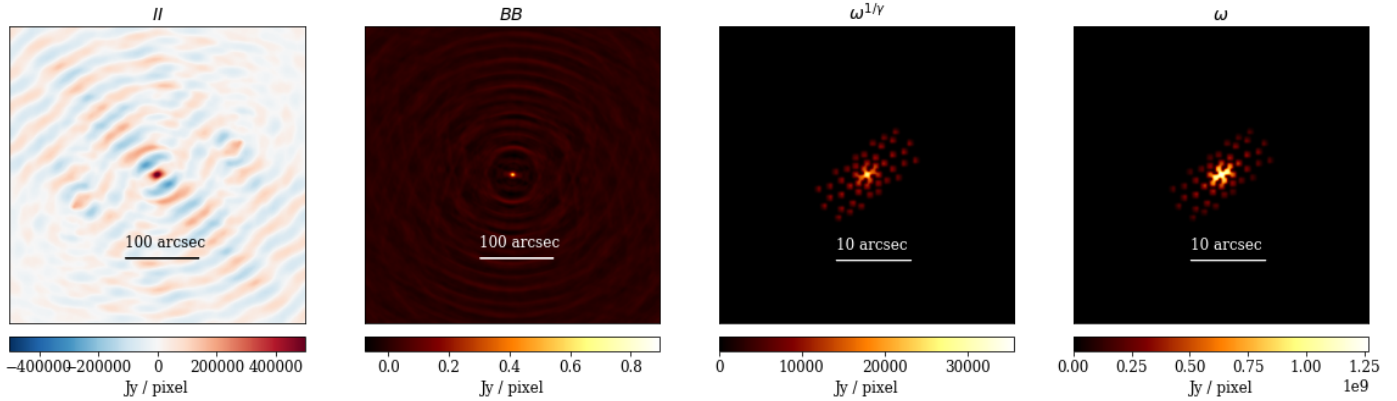 II
BB
ω^{1/γ}
ω
100 arcsec
100 arcsec
10 arcsec
10 arcsec
−400000 −200000 0 200000 400000
0.0 0.2 0.4 0.6 0.8
0 10000 20000 30000
0.00 0.25 0.50 0.75 1.00 1.25
1e9
Jy / pixel
Jy / pixel
Jy / pixel
Jy / pixel